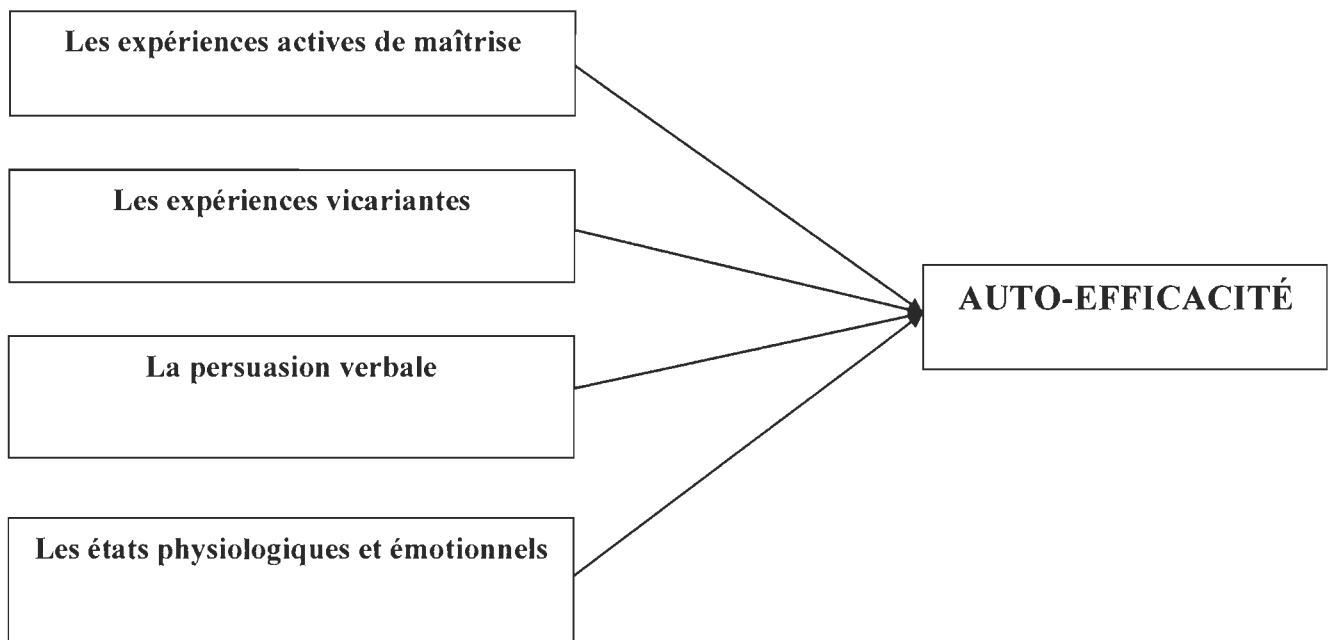 Les expériences actives de maîtrise
Les expériences vicariantes
AUTO-EFFICACITÉ
La persuasion verbale
Les états physiologiques et émotionnels